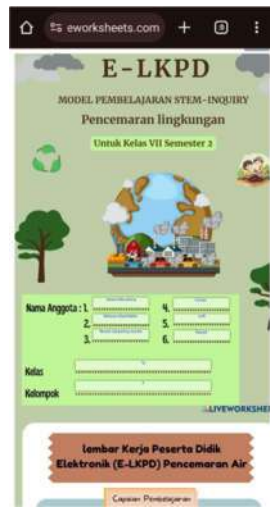 eworksheets.com
E-LKPD
MODEL PEMBELAJARAN STEM-INQUIRY
Pencemaran lingkungan
Untuk Kelas VII Semester 2
Nama Anggota : 1.
2.
3.
4.
5.
6.
Kelas
Kelompok
LIVEWORKSHE
lembar Kerja Peserta Didik
Elektronik (E-LKPD) Pencemaran Air
Capaian Pembelajaran